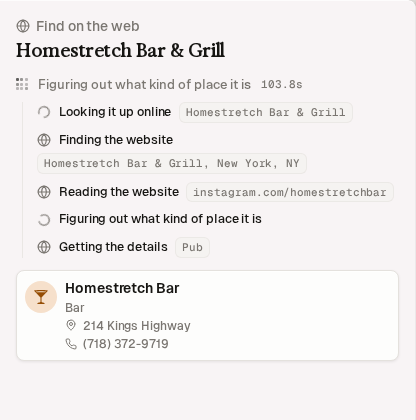 Find on the web
Homestretch Bar & Grill
Figuring out what kind of place it is 103.8s
Looking it up online Homestretch Bar & Grill
Finding the website
Homestretch Bar & Grill, New York, NY
Reading the website instagram.com/homestretchbar
Figuring out what kind of place it is
Getting the details Pub
Homestretch Bar
Bar
214 Kings Highway
(718) 372-9719